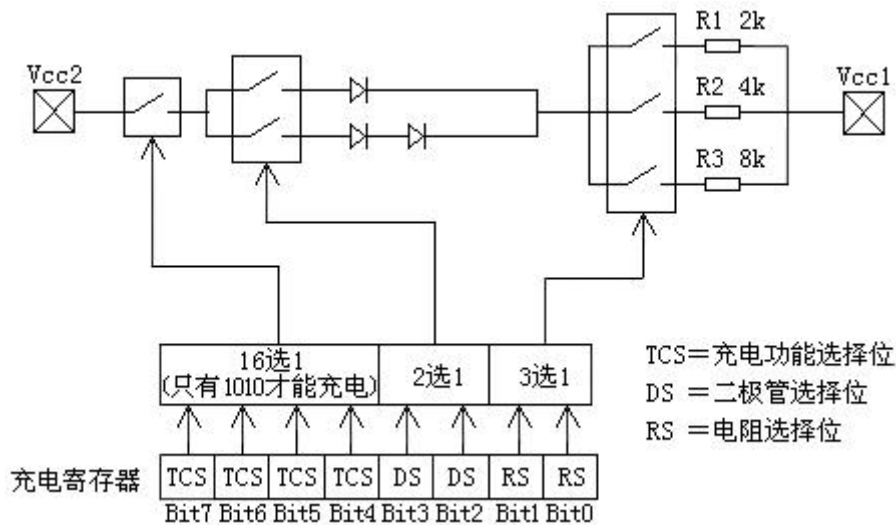 R1 2k
Vcc2
Vcc1
R2 4k
R3 8k
16选1
(只有1010才能充电)
2选1
3选1
TCS=充电功能选择位
DS =二极管选择位
RS =电阻选择位
充电寄存器
TCS TCS TCS TCS DS DS RS RS
Bit7 Bit6 Bit5 Bit4 Bit3 Bit2 Bit1 Bit0